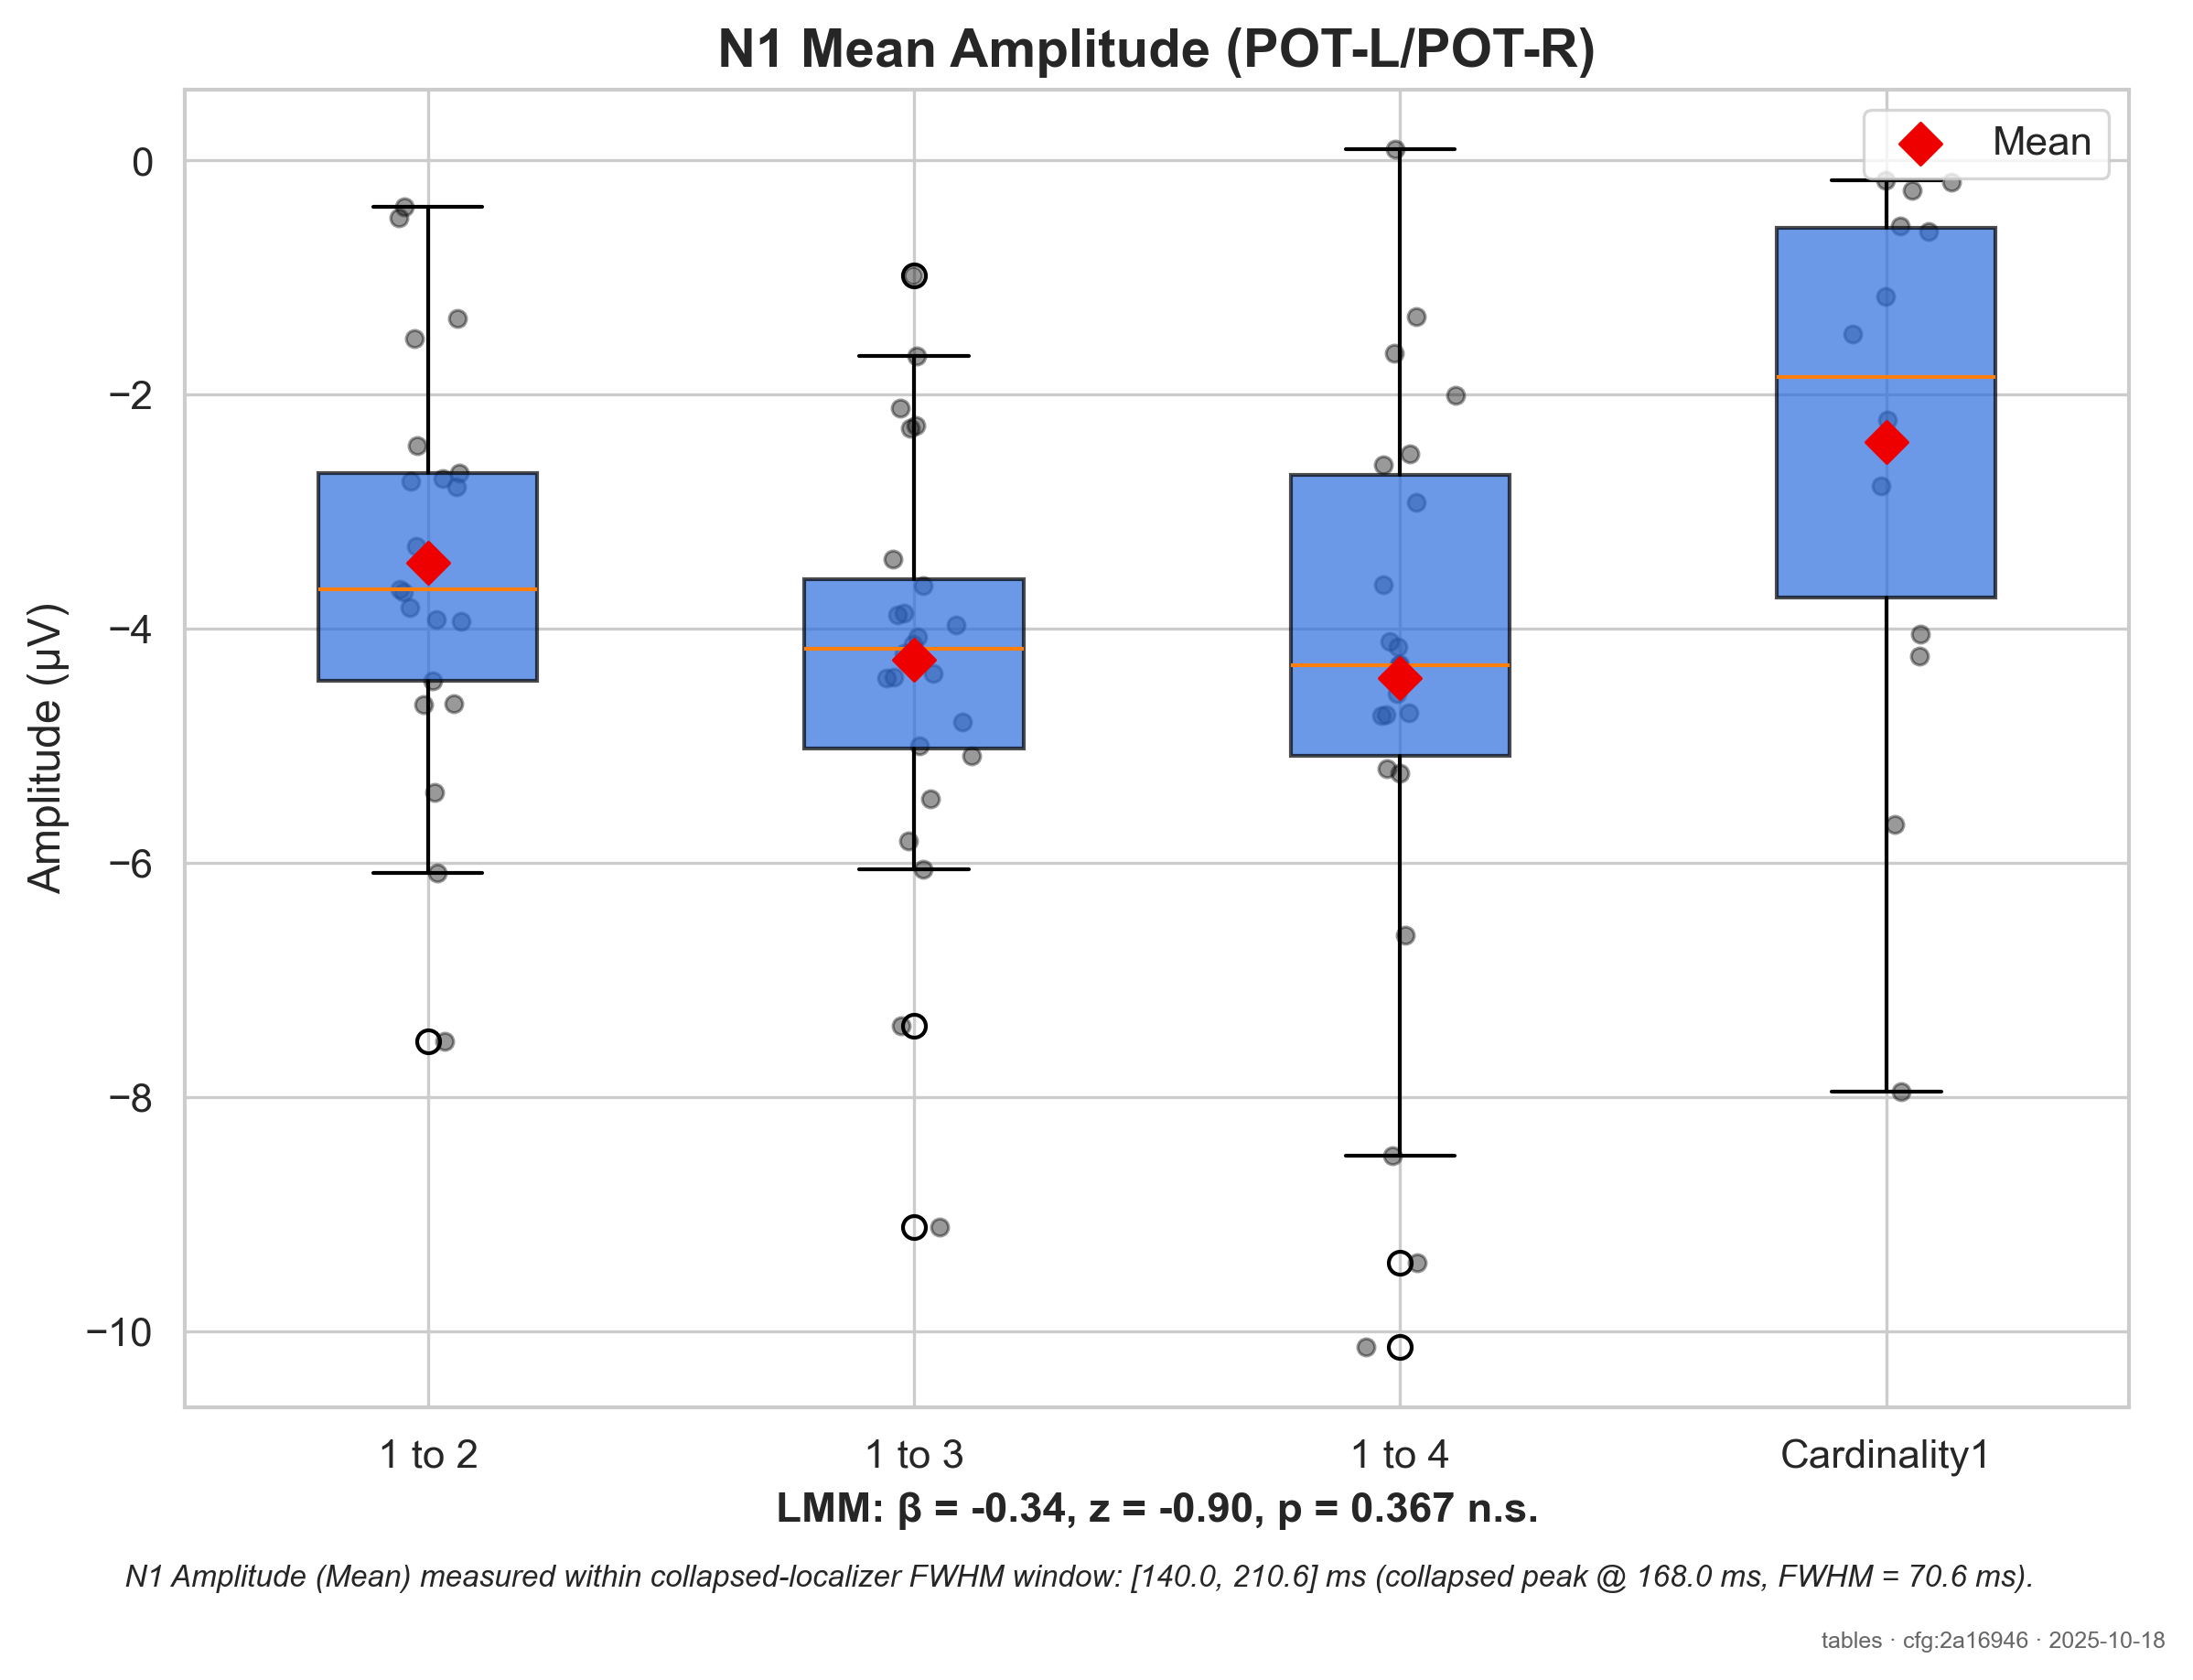 N1 Mean Amplitude (POT-L/POT-R)
Mean
Amplitude (μV)
0
−2
−4
−6
−8
−10
1 to 2
1 to 3
1 to 4
Cardinality1
LMM: β = -0.34, z = -0.90, p = 0.367 n.s.
N1 Amplitude (Mean) measured within collapsed-localizer FWHM window: [140.0, 210.6] ms (collapsed peak @ 168.0 ms, FWHM = 70.6 ms).
tables · cfg:2a16946 · 2025-10-18